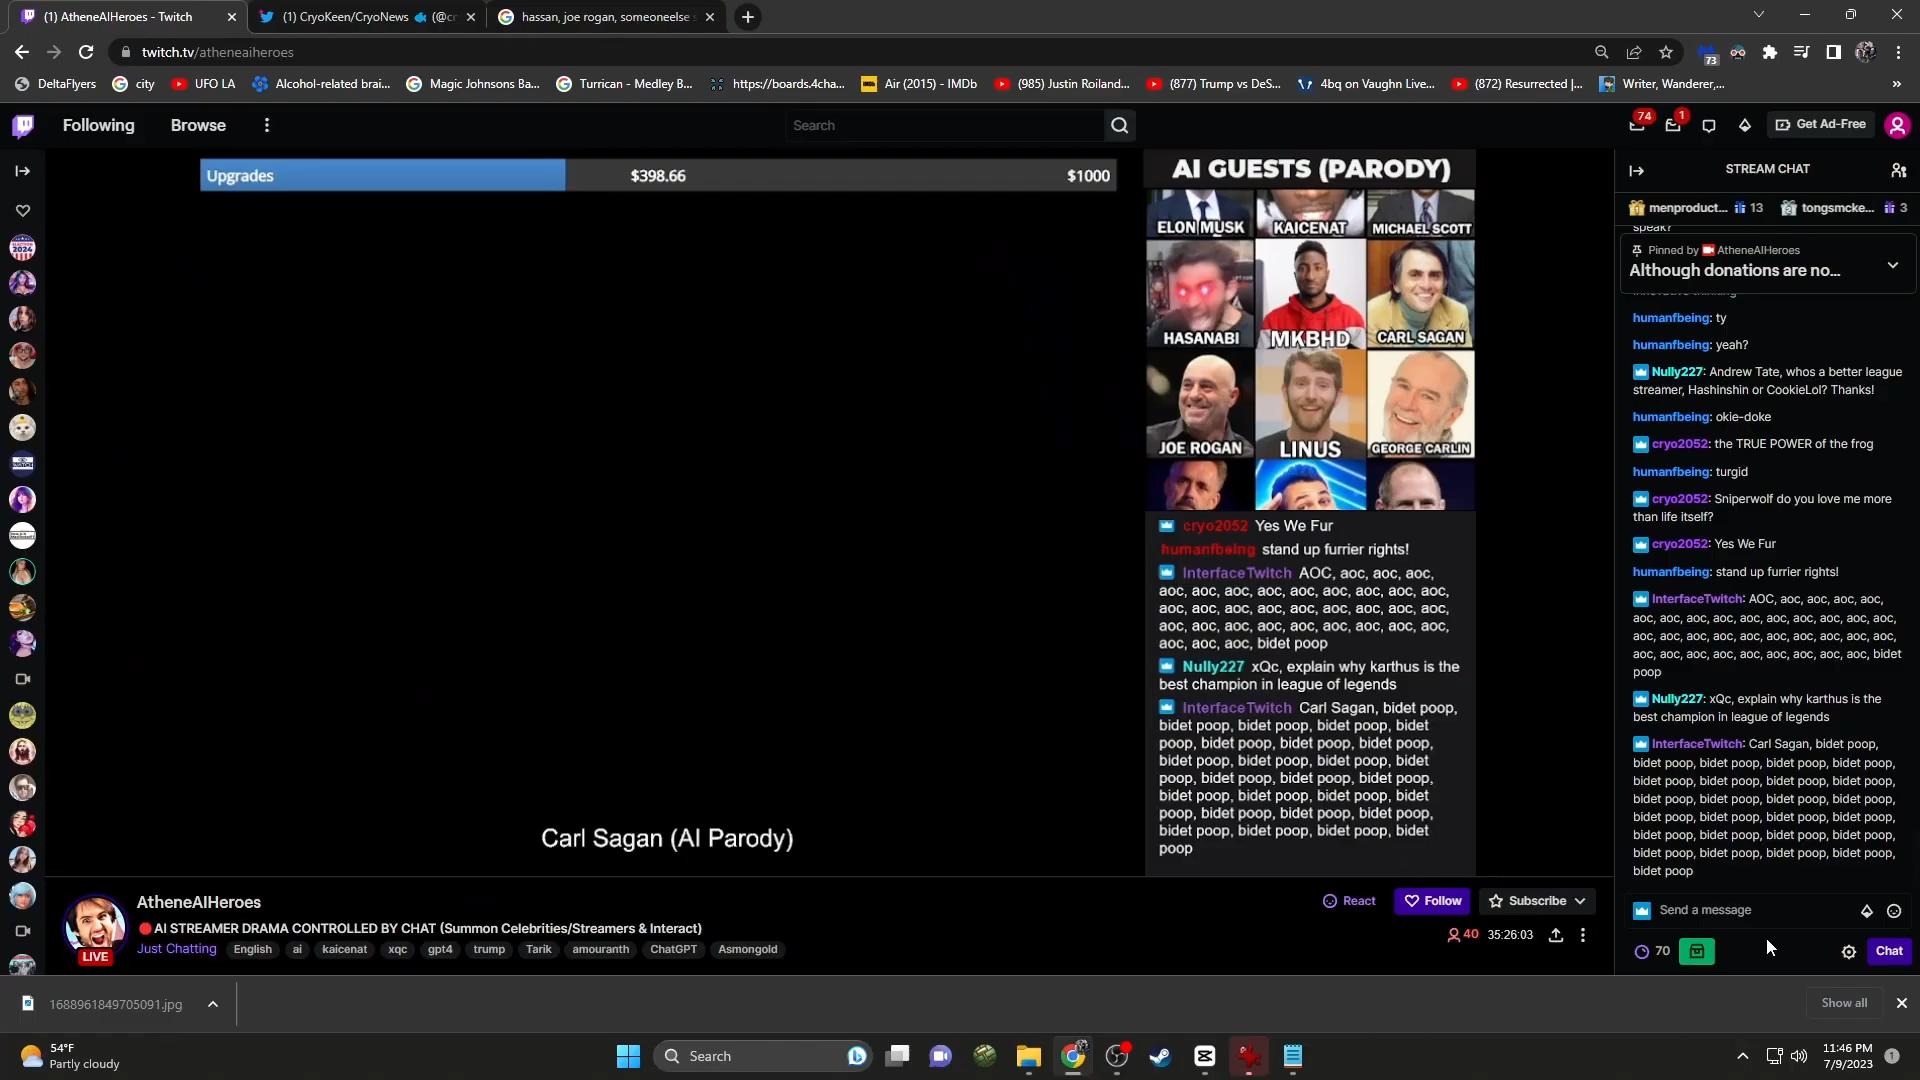 (1) AtheneAIHeroes - Twitch
(1) CryoKeen/CryoNews
hassan, joe rogan, someoneelse
twitch.tv/atheneaiheroes
73
DeltaFlyers
city
UFO LA
Alcohol-related brai...
Magic Johnsons Ba...
Turrican - Medley B...
https://boards.4cha...
Air (2015) - IMDb
(985) Justin Roiland...
(877) Trump vs DeS...
4bq on Vaughn Live...
(872) Resurrected |...
Writer, Wanderer,...
Following
Browse
Search
74
1
Get Ad-Free
Upgrades
$398.66
$1000
AI GUESTS (PARODY)
ELON MUSK
KAICENAT
MICHAEL SCOTT
HASANABI
MKBHD
CARL SAGAN
JOE ROGAN
LINUS
GEORGE CARLIN
cryo2052 Yes We Fur
humanfbeing stand up furrier rights!
InterfaceTwitch AOC, aoc, aoc, aoc,
aoc, aoc, aoc, aoc, aoc, aoc, aoc, aoc,
aoc, aoc, aoc, aoc, aoc, aoc, aoc, aoc,
aoc, aoc, aoc, aoc, aoc, aoc, aoc, aoc,
aoc, aoc, aoc, bidet poop
Nully227 xQc, explain why karthus is the
best champion in league of legends
InterfaceTwitch Carl Sagan, bidet poop,
bidet poop, bidet poop, bidet poop, bidet
poop, bidet poop, bidet poop, bidet poop,
bidet poop, bidet poop, bidet poop, bidet
poop, bidet poop, bidet poop, bidet poop,
bidet poop, bidet poop, bidet poop, bidet
poop, bidet poop, bidet poop, bidet poop,
bidet poop, bidet poop, bidet poop, bidet
poop
Carl Sagan (AI Parody)
STREAM CHAT
menproduct... 13
tongsmcke... 3
speak?
Pinned by AtheneAIHeroes
Although donations are no...
humanfbeing: ty
humanfbeing: yeah?
Nully227: Andrew Tate, whos a better league
streamer, Hashinshin or CookieLol? Thanks!
humanfbeing: okie-doke
cryo2052: the TRUE POWER of the frog
humanfbeing: turgid
cryo2052: Sniperwolf do you love me more
than life itself?
cryo2052: Yes We Fur
humanfbeing: stand up furrier rights!
InterfaceTwitch: AOC, aoc, aoc, aoc, aoc,
aoc, aoc, aoc, aoc, aoc, aoc, aoc, aoc,
aoc, aoc, aoc, aoc, aoc, aoc, aoc, aoc,
aoc, aoc, aoc, aoc, aoc, aoc, aoc, bidet
poop
Nully227: xQc, explain why karthus is the
best champion in league of legends
InterfaceTwitch: Carl Sagan, bidet poop,
bidet poop, bidet poop, bidet poop, bidet poop,
bidet poop, bidet poop, bidet poop, bidet poop,
bidet poop, bidet poop, bidet poop, bidet poop,
bidet poop, bidet poop, bidet poop, bidet poop,
bidet poop, bidet poop, bidet poop, bidet poop,
bidet poop, bidet poop, bidet poop, bidet poop,
bidet poop
Send a message
70
Chat
AtheneAIHeroes
AI STREAMER DRAMA CONTROLLED BY CHAT (Summon Celebrities/Streamers & Interact)
Just Chatting
English
ai
kaicenat
xqc
gpt4
trump
Tarik
amouranth
ChatGPT
Asmongold
LIVE
React
Follow
Subscribe
40
35:26:03
1688961849705091.jpg
Show all
54°F
Partly cloudy
Search
11:46 PM
7/9/2023
1